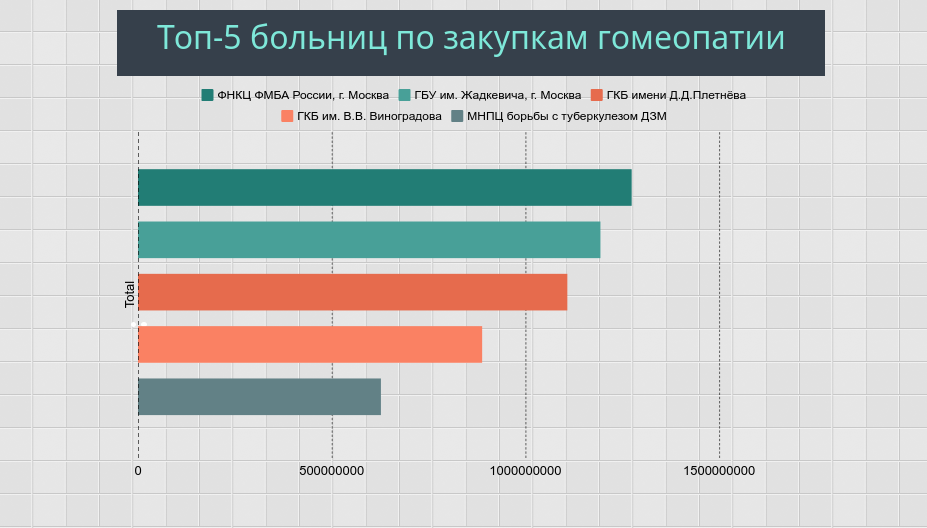 Топ-5 больниц по закупкам гомеопатии
ФНКЦ ФМБА России, г. Москва ГБУ им. Жадкевича, г. Москва ГКБ имени Д.Д.Плетнёва
ГКБ им. В.В. Виноградова МНПЦ борьбы с туберкулезом ДЗМ
Total
0 500000000 1000000000 1500000000